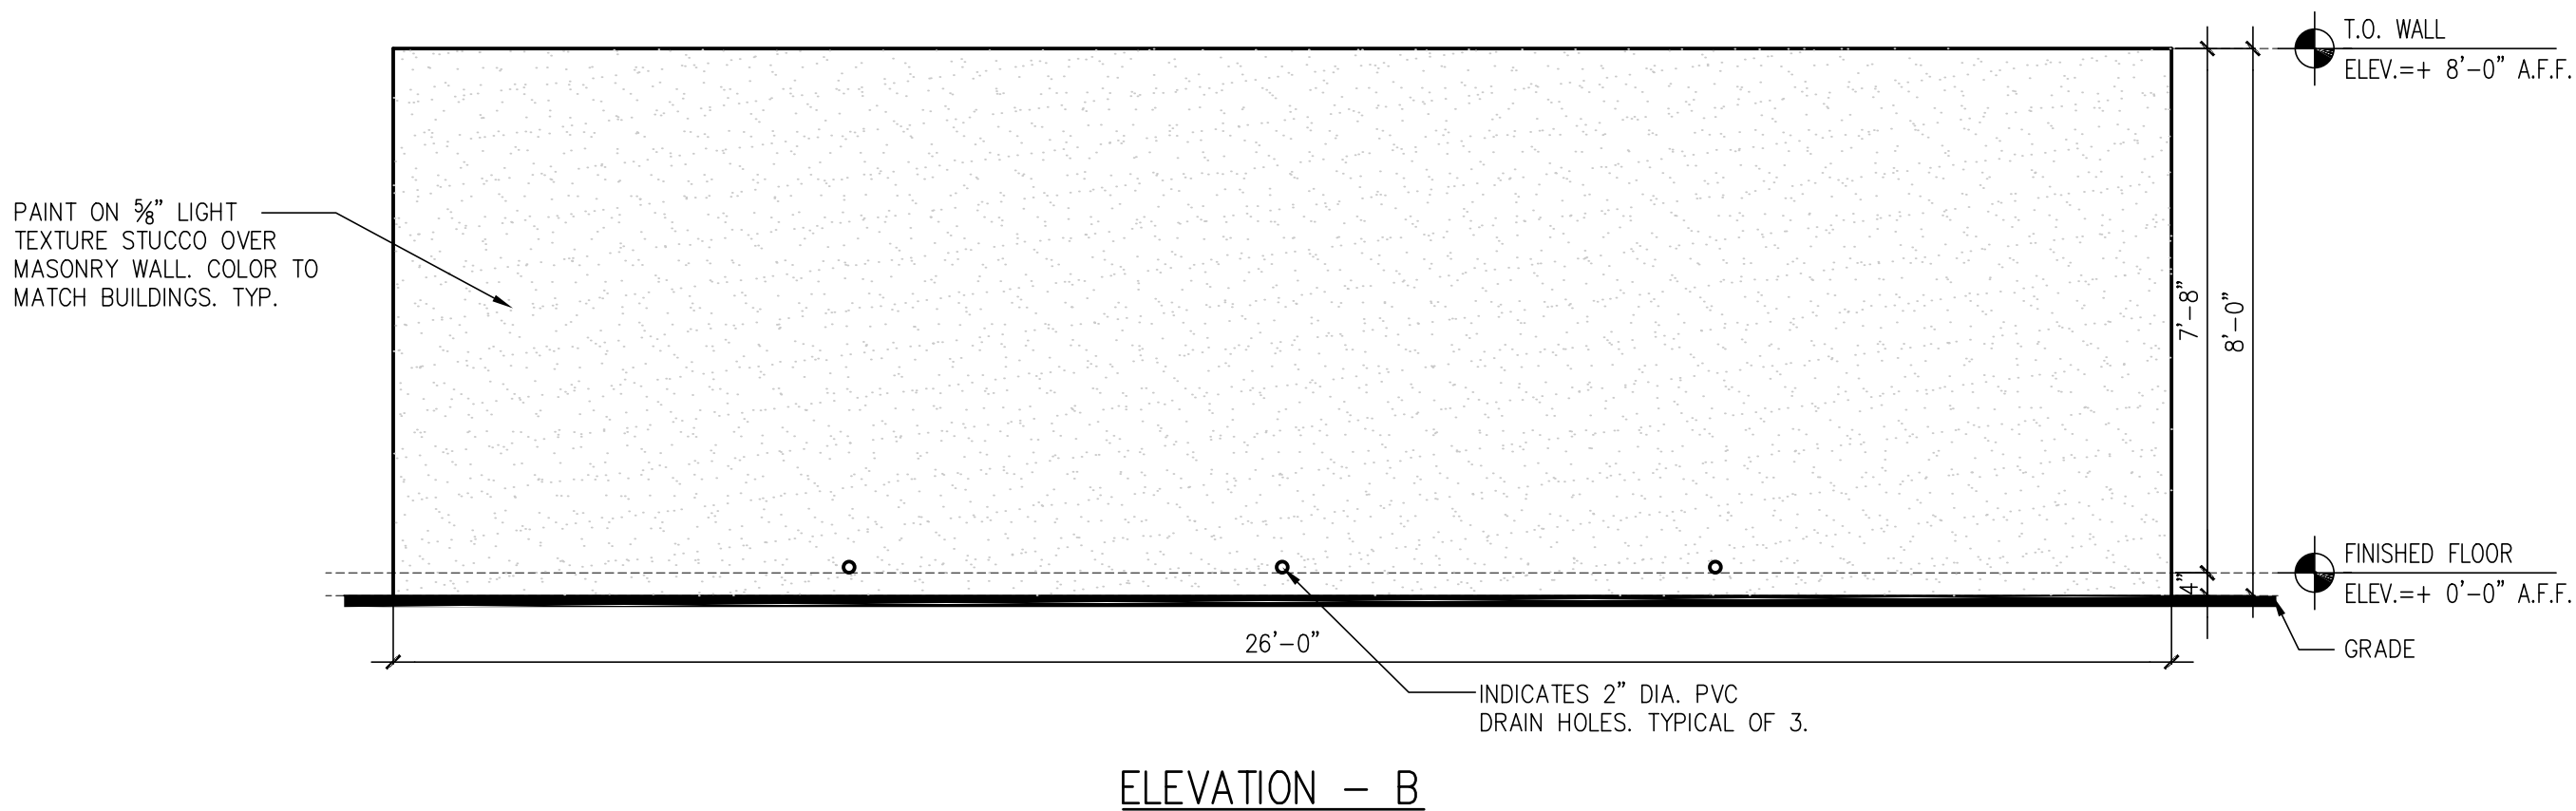 T.O. WALL
ELEV.=+ 8'-0" A.F.F.
PAINT ON ⅝" LIGHT
TEXTURE STUCCO OVER
MASONRY WALL. COLOR TO
MATCH BUILDINGS. TYP.
7'-8"
8'-0"
FINISHED FLOOR
4"
ELEV.=+ 0'-0" A.F.F.
26'-0"
GRADE
INDICATES 2" DIA. PVC
DRAIN HOLES. TYPICAL OF 3.
ELEVATION - B